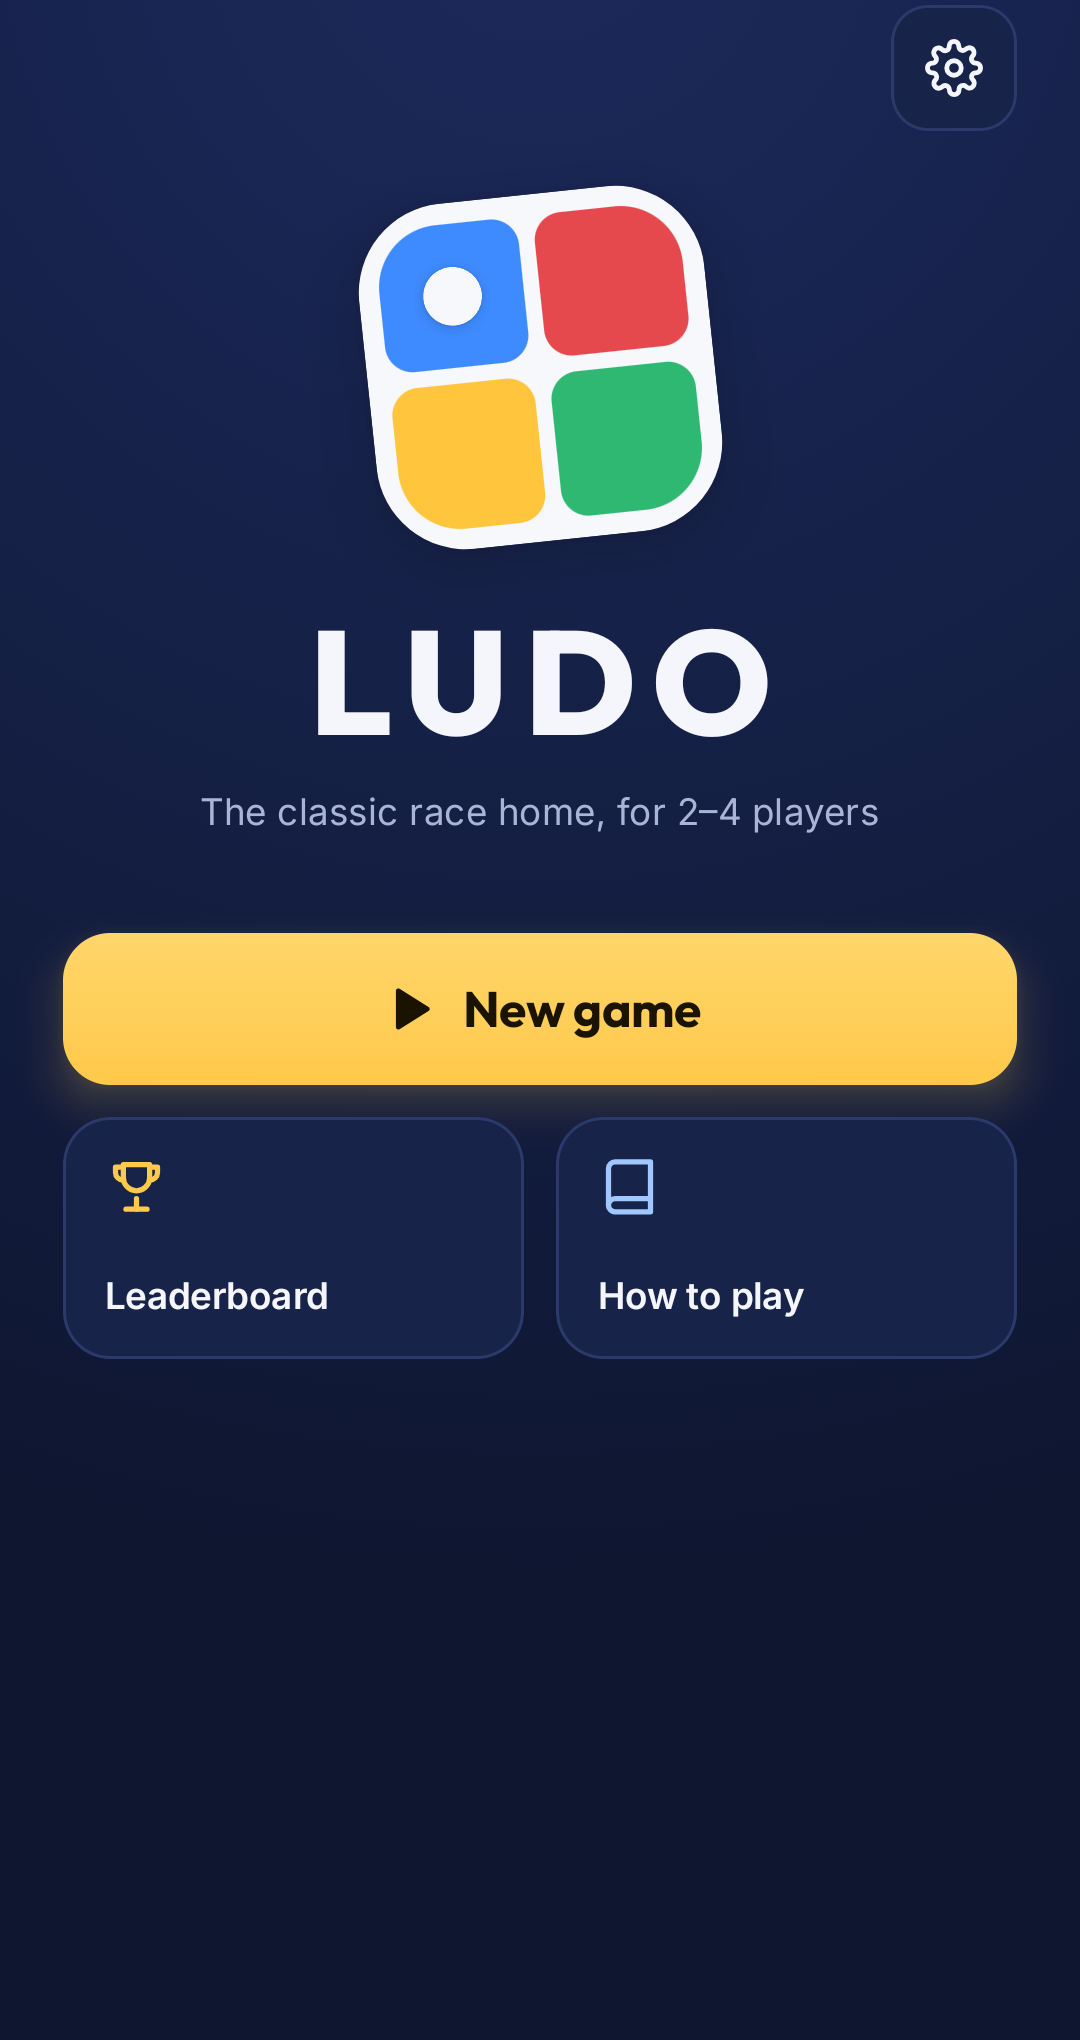 LUDO
The classic race home, for 2–4 players
New game
Leaderboard
How to play